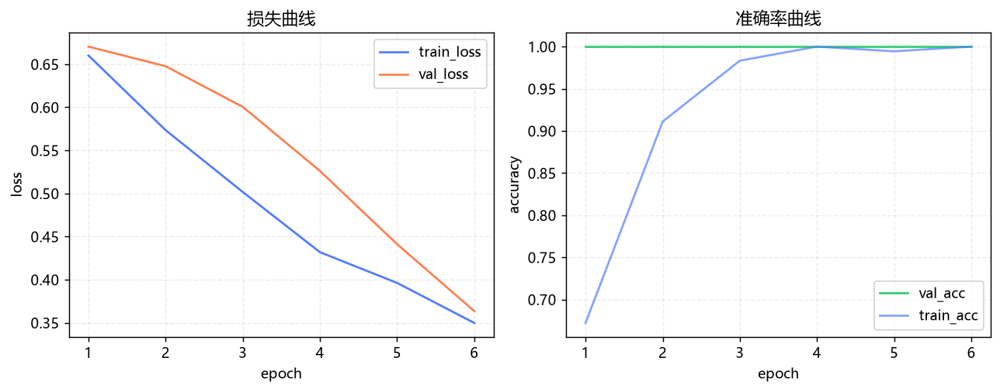 损失曲线
0.65
0.60
0.55
0.50
0.45
0.40
0.35
loss
train_loss
val_loss
1 2 3 4 5 6
epoch
准确率曲线
1.00
0.95
0.90
0.85
0.80
0.75
0.70
accuracy
val_acc
train_acc
1 2 3 4 5 6
epoch